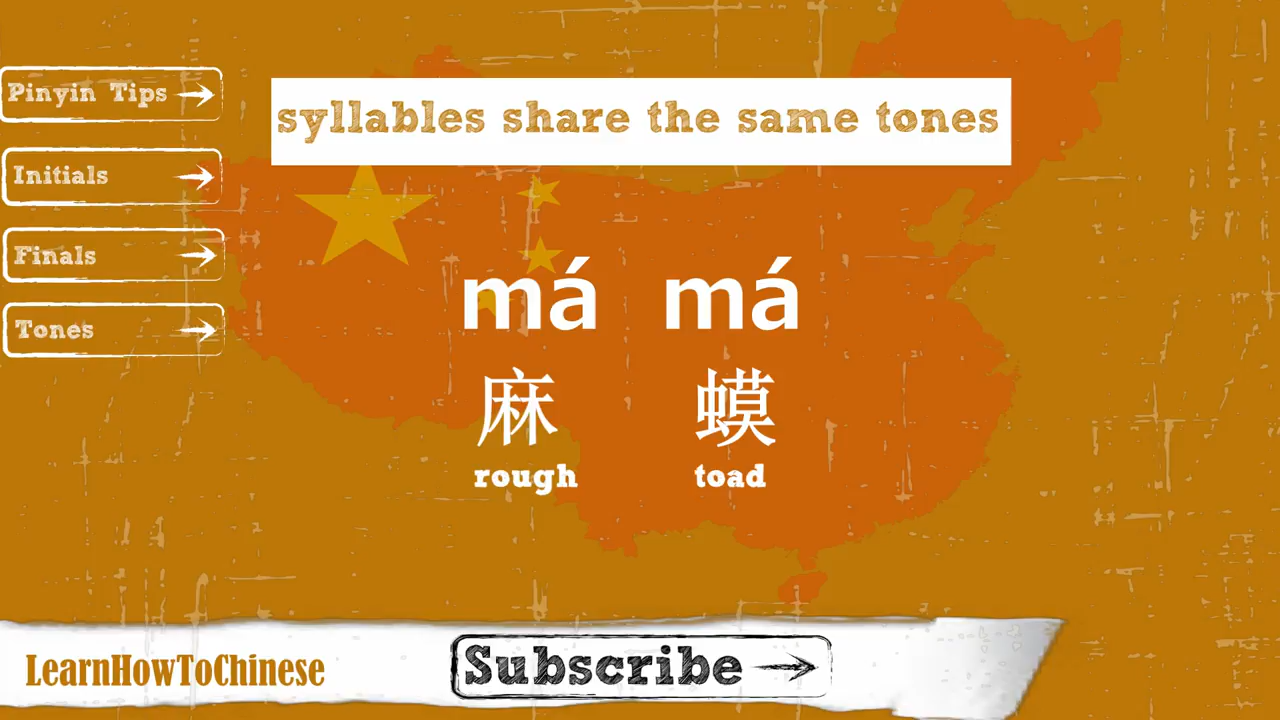 Pinyin Tips
Initials
Finals
Tones
syllables share the same tones
má má
麻 蟆
rough toad
LearnHowToChinese
Subscribe